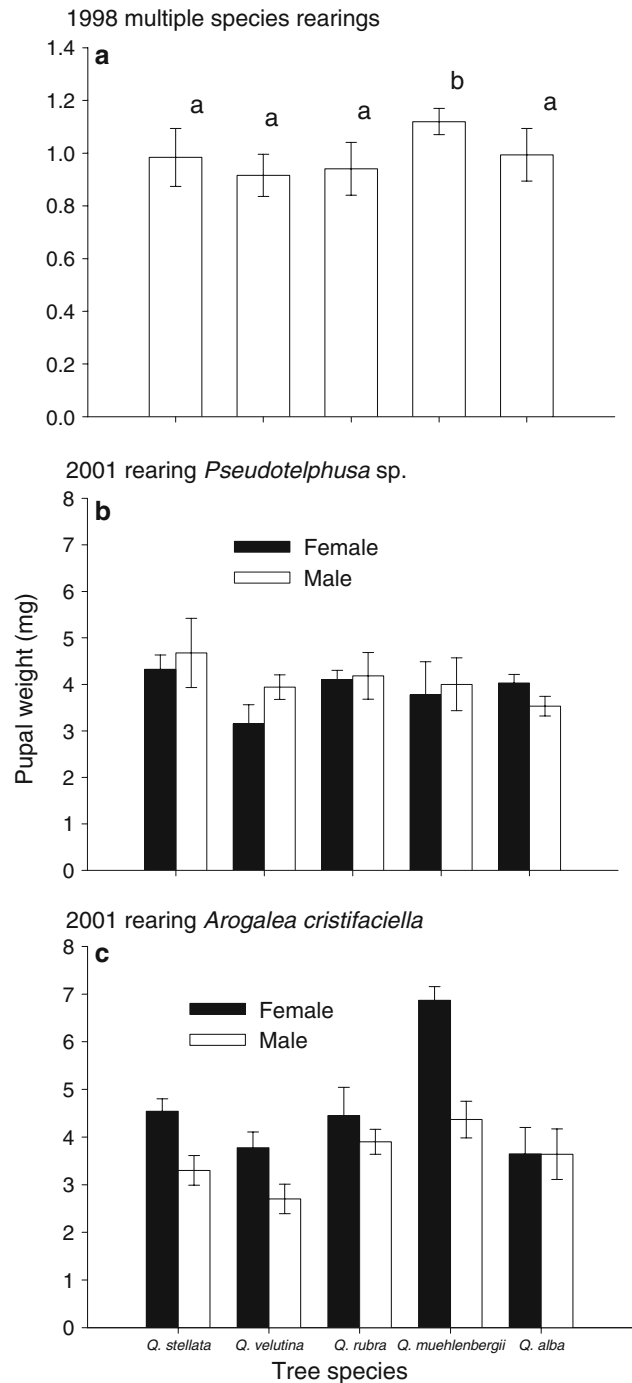 1998 multiple species rearings
a
1.4
1.2
1.0
0.8
0.6
0.4
0.2
0.0
a a a b a
2001 rearing Pseudotelphusa sp.
b
8
7
6
5
4
3
2
1
0
Female
Male
Pupal weight (mg)
2001 rearing Arogalea cristifaciella
c
8
7
6
5
4
3
2
1
0
Female
Male
Q. stellata Q. velutina Q. rubra Q. muehlenbergii Q. alba
Tree species